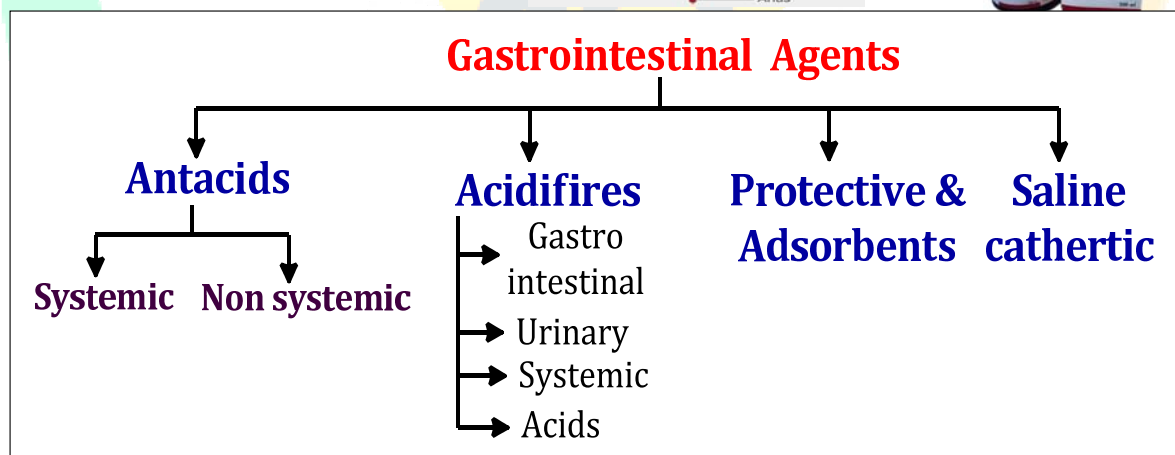 Gastrointestinal Agents
Antacids
Systemic
Non systemic
Acidifires
Gastro
intestinal
Urinary
Systemic
Acids
Protective &
Adsorbents
Saline
cathertic